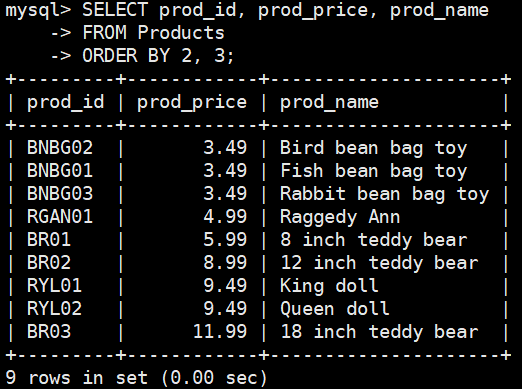 mysql> SELECT prod_id, prod_price, prod_name
    -> FROM Products
    -> ORDER BY 2, 3;
+---------+------------+---------------------+
| prod_id | prod_price | prod_name           |
+---------+------------+---------------------+
| BNBG02  |       3.49 | Bird bean bag toy   |
| BNBG01  |       3.49 | Fish bean bag toy   |
| BNBG03  |       3.49 | Rabbit bean bag toy |
| RGAN01  |       4.99 | Raggedy Ann         |
| BR01    |       5.99 | 8 inch teddy bear   |
| BR02    |       8.99 | 12 inch teddy bear  |
| RYL01   |       9.49 | King doll           |
| RYL02   |       9.49 | Queen doll          |
| BR03    |      11.99 | 18 inch teddy bear  |
+---------+------------+---------------------+
9 rows in set (0.00 sec)